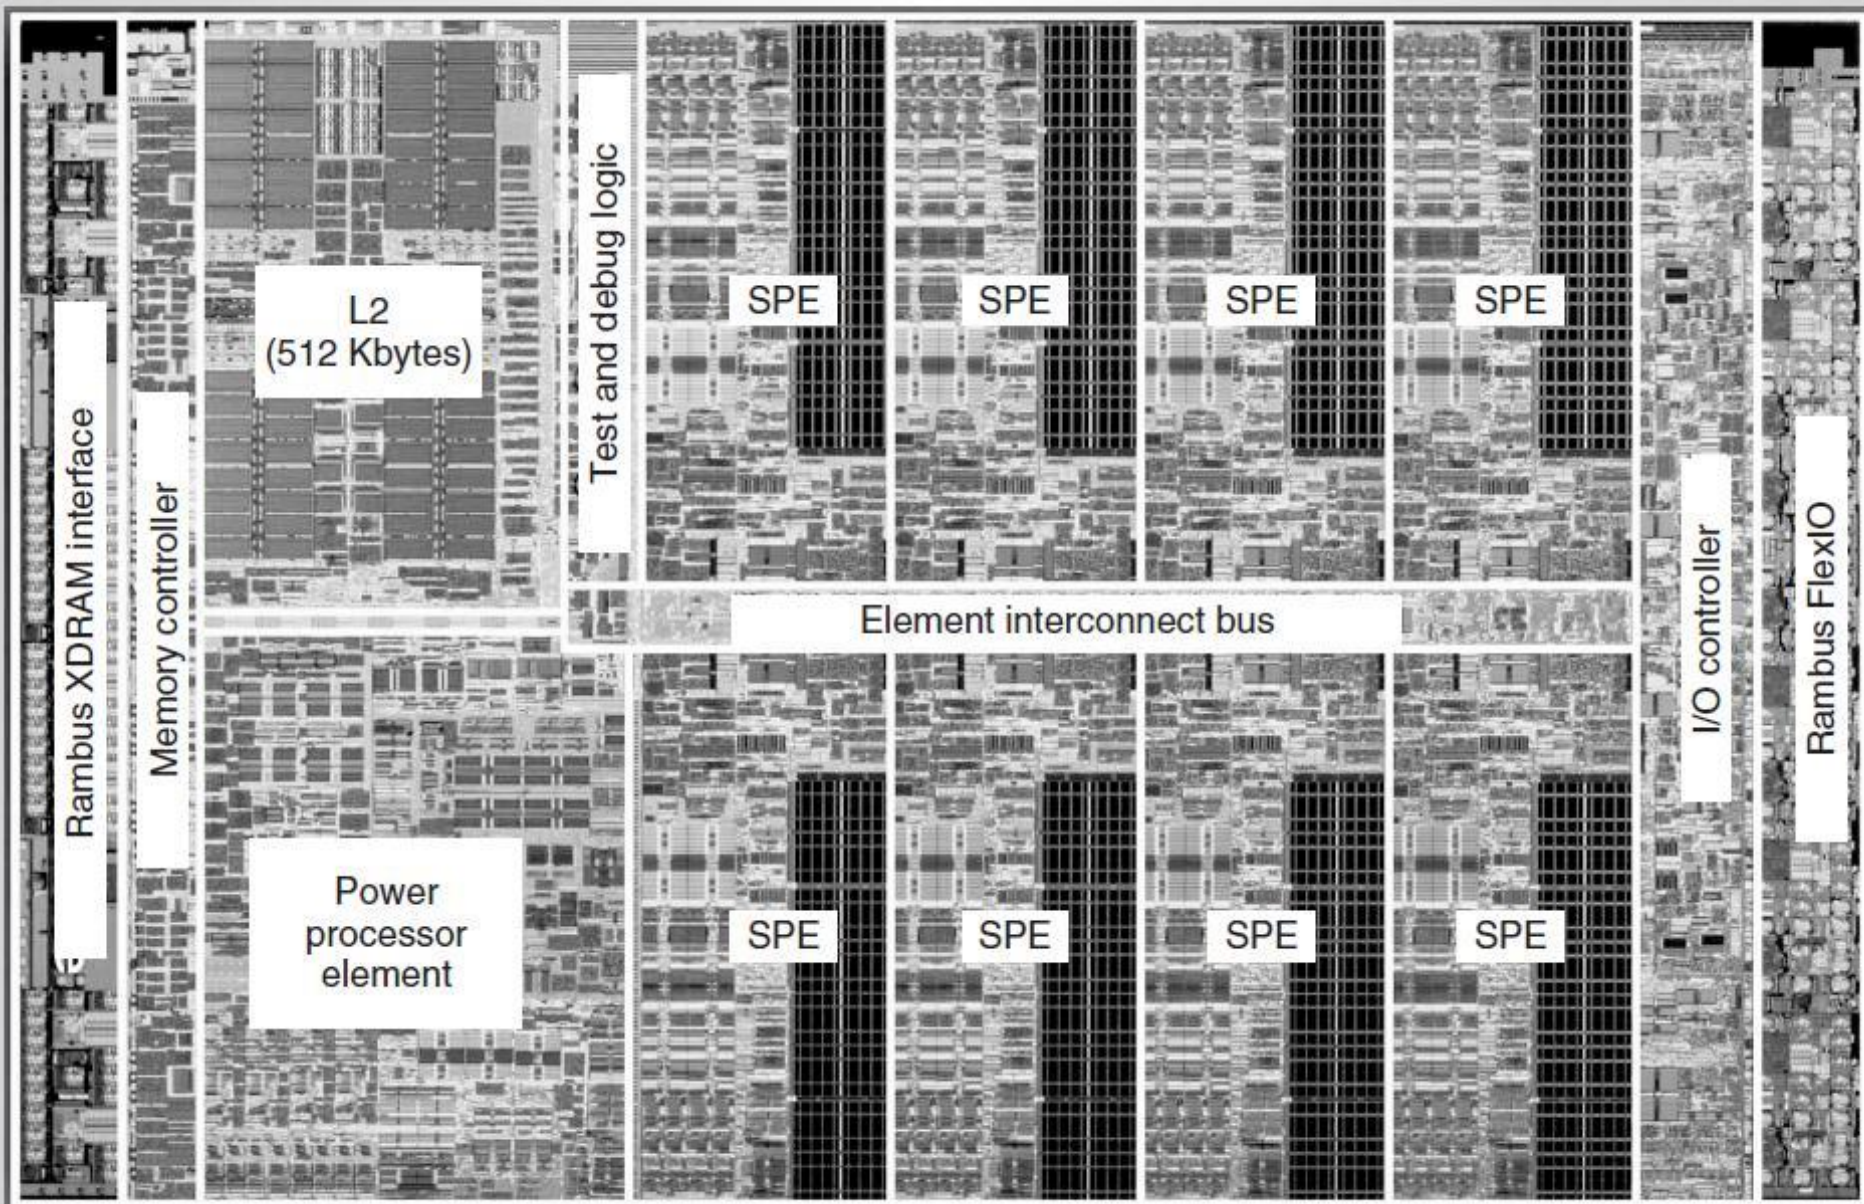 Rambus XDRAM interface
Memory controller
L2
(512 Kbytes)
Test and debug logic
SPE
SPE
SPE
SPE
Element interconnect bus
Power
processor
element
SPE
SPE
SPE
SPE
I/O controller
Rambus FlexIO